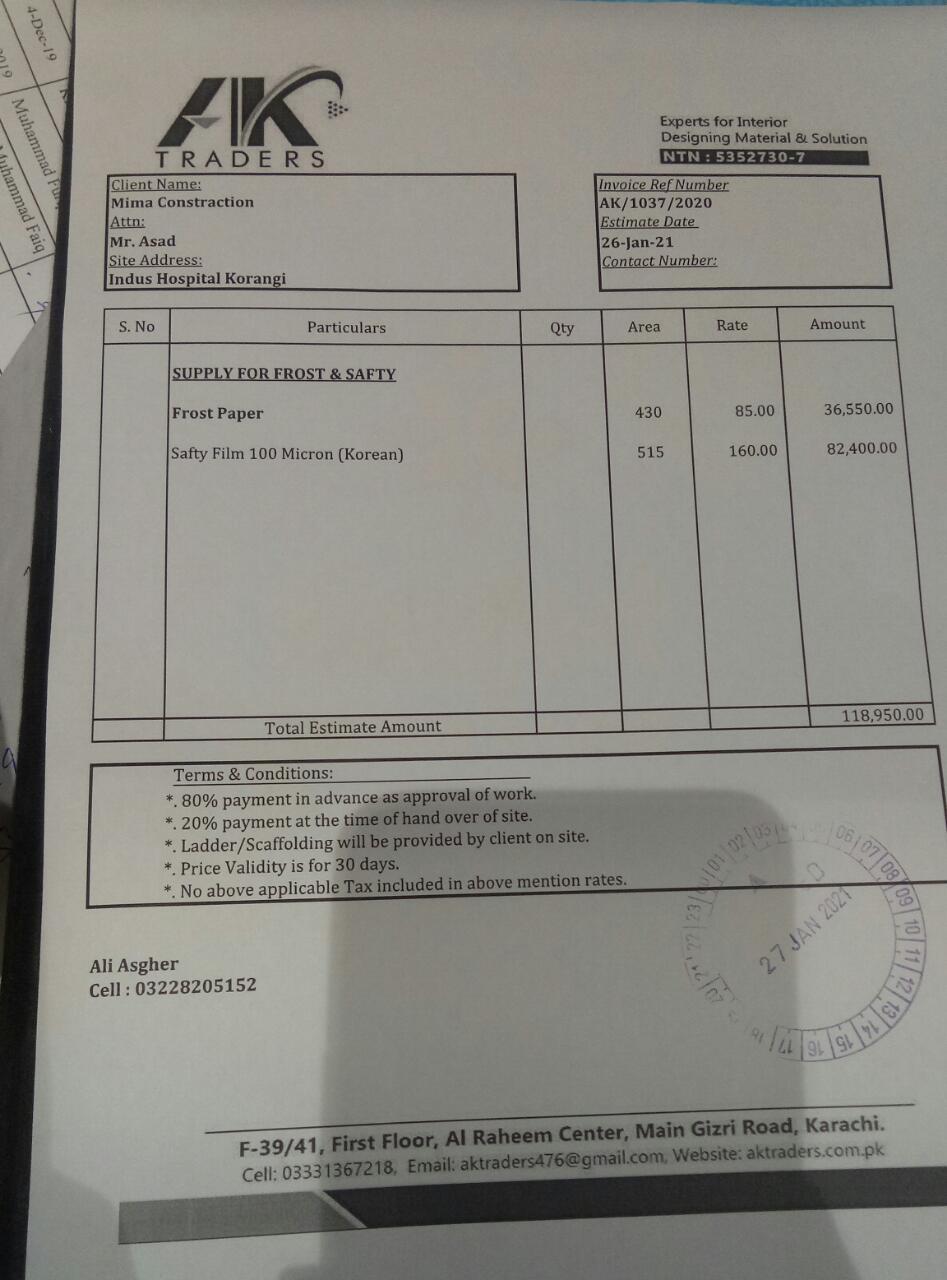 4-Dec-19
2019
Muhammad
Muhammad Faiq
AK
TRADERS
Experts for Interior
Designing Material & Solution
NTN : 5352730-7
Client Name:
Mima Constraction
Attn:
Mr. Asad
Site Address:
Indus Hospital Korangi
Invoice Ref Number
AK/1037/2020
Estimate Date
26-Jan-21
Contact Number:
S. No Particulars Qty Area Rate Amount
SUPPLY FOR FROST & SAFTY
Frost Paper 430 85.00 36,550.00
Safty Film 100 Micron (Korean) 515 160.00 82,400.00
Total Estimate Amount 118,950.00
Terms & Conditions:
*. 80% payment in advance as approval of work.
*. 20% payment at the time of hand over of site.
*. Ladder/Scaffolding will be provided by client on site.
*. Price Validity is for 30 days.
*. No above applicable Tax included in above mention rates.
01 02 03 06 07 08 09 10 11 12 13 14 15 16 17 18 20 21 22 23
27 JAN 2021
Ali Asgher
Cell : 03228205152
F-39/41, First Floor, Al Raheem Center, Main Gizri Road, Karachi.
Cell: 03331367218, Email: aktraders476@gmail.com, Website: aktraders.com.pk